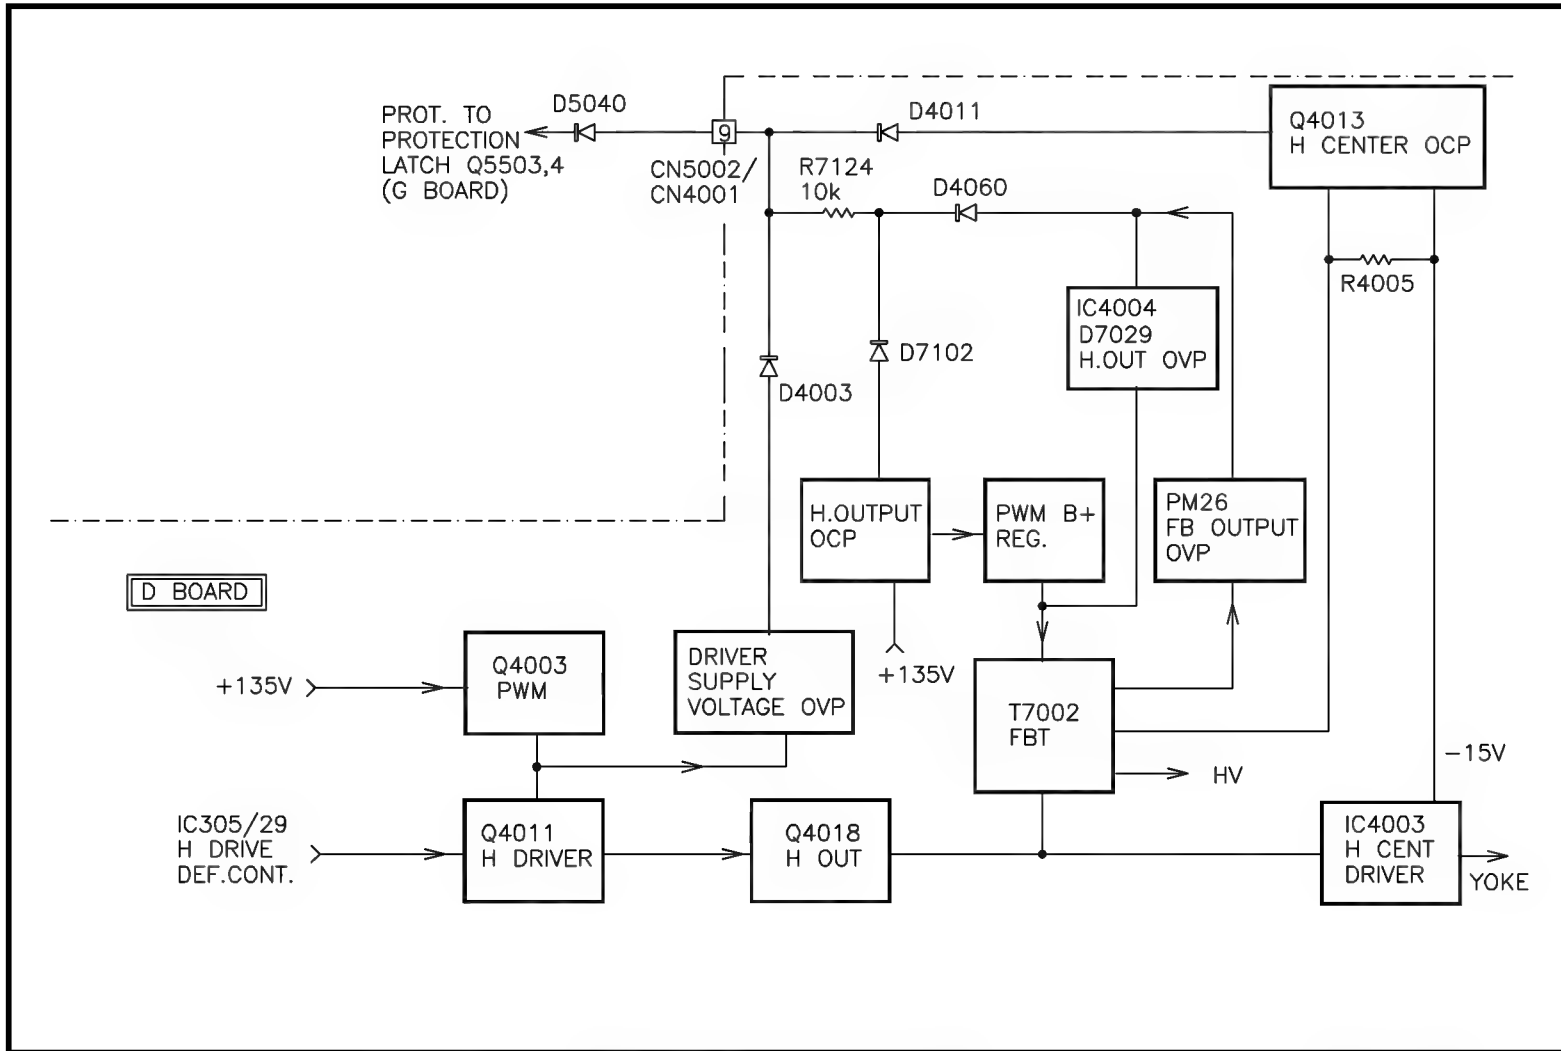 PROT. TO
PROTECTION
LATCH Q5503,4
(G BOARD)
D5040
9
CN5002/
CN4001
D4011
Q4013
H CENTER OCP
R7124
10k
D4060
R4005
IC4004
D7029
H.OUT OVP
D7102
D4003
H.OUTPUT
OCP
PWM B+
REG.
PM26
FB OUTPUT
OVP
D BOARD
+135V
Q4003
PWM
DRIVER
SUPPLY
VOLTAGE OVP
+135V
T7002
FBT
HV
-15V
IC305/29
H DRIVE
DEF.CONT.
Q4011
H DRIVER
Q4018
H OUT
IC4003
H CENT
DRIVER
YOKE